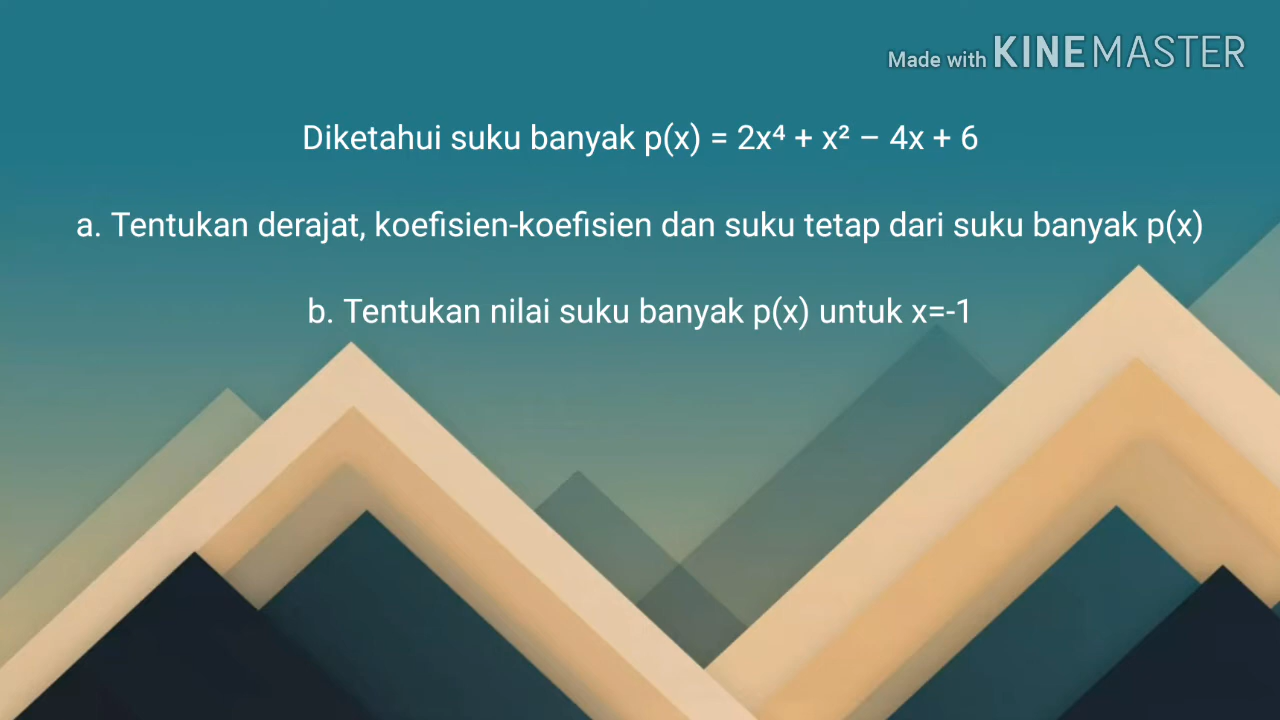 Made with KINEMASTER
Diketahui suku banyak p(x) = 2x⁴ + x² – 4x + 6
a. Tentukan derajat, koefisien-koefisien dan suku tetap dari suku banyak p(x)
b. Tentukan nilai suku banyak p(x) untuk x=-1